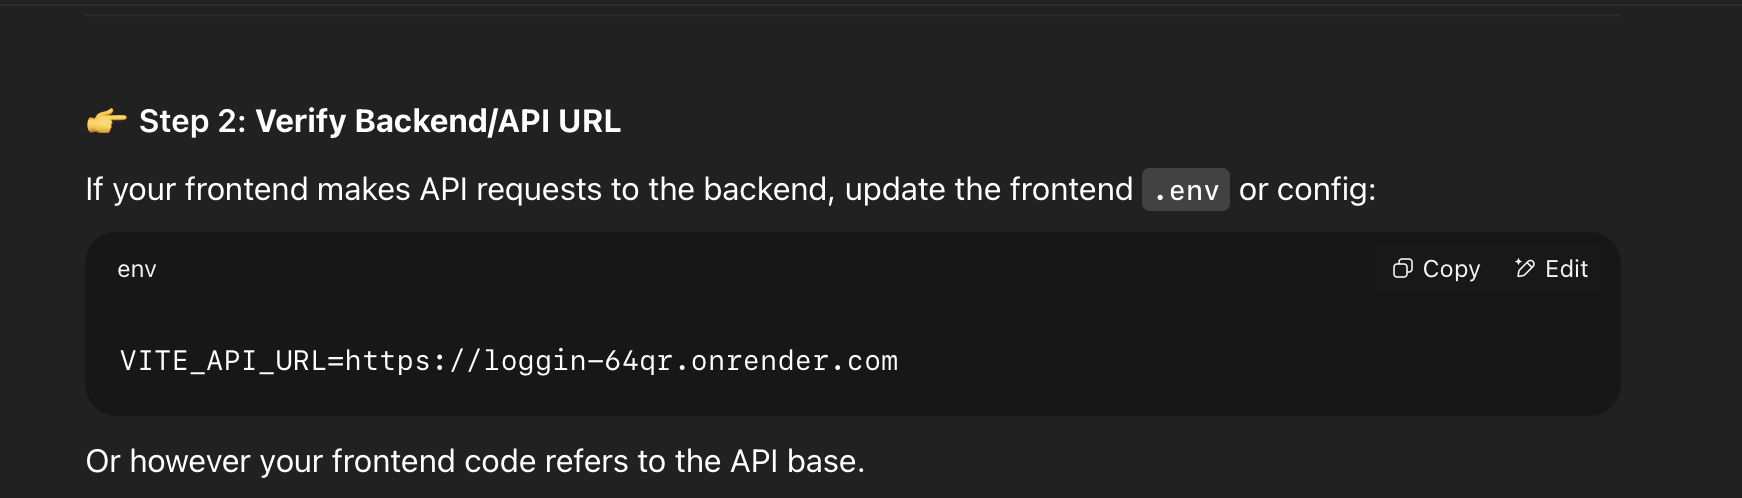 👉 Step 2: Verify Backend/API URL
If your frontend makes API requests to the backend, update the frontend .env or config:
env Copy Edit
VITE_API_URL=https://loggin-64qr.onrender.com
Or however your frontend code refers to the API base.